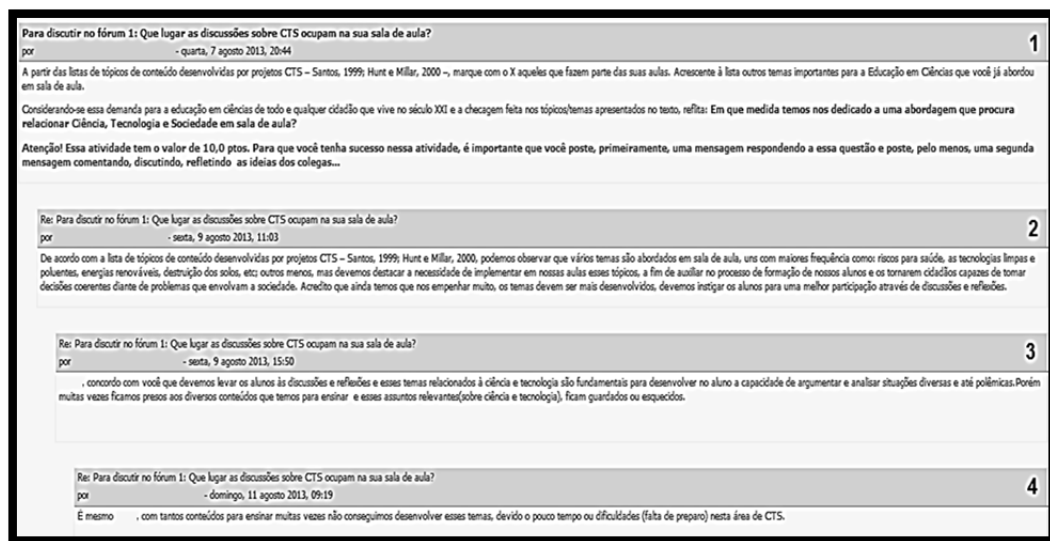 Para discutir no fórum 1: Que lugar as discussões sobre CTS ocupam na sua sala de aula?
1
por - quarta, 7 agosto 2013, 20:44
A partir das listas de tópicos de conteúdo desenvolvidas por projetos CTS – Santos, 1999; Hunt e Millar, 2000 –, marque com o X aqueles que fazem parte das suas aulas. Acrescente à lista outros temas importantes para a Educação em Ciências que você já abordou
em sala de aula.
Considerando-se essa demanda para a educação em ciências de todo e qualquer cidadão que vive no século XXI e a checagem feita nos tópicos/temas apresentados no texto, reflita: Em que medida temos nos dedicado a uma abordagem que procura
relacionar Ciência, Tecnologia e Sociedade em sala de aula?
Atenção! Essa atividade tem o valor de 10,0 ptos. Para que você tenha sucesso nessa atividade, é importante que você poste, primeiramente, uma mensagem respondendo a essa questão e poste, pelo menos, uma segunda
mensagem comentando, discutindo, refletindo as ideias dos colegas...
Re: Para discutir no fórum 1: Que lugar as discussões sobre CTS ocupam na sua sala de aula?
2
por - sexta, 9 agosto 2013, 11:03
De acordo com a lista de tópicos de conteúdo desenvolvidas por projetos CTS – Santos, 1999; Hunt e Millar, 2000, podemos observar que vários temas são abordados em sala de aula, uns com maiores frequência como: riscos para saúde, as tecnologias limpas e
poluentes, energias renováveis, destruição dos solos, etc; outros menos, mas devemos destacar a necessidade de implementar em nossas aulas esses tópicos, a fim de auxiliar no processo de formação de nossos alunos e os tornarem cidadãos capazes de tomar
decisões coerentes diante de problemas que envolvam a sociedade. Acredito que ainda temos que nos empenhar muito, os temas devem ser mais desenvolvidos, devemos instigar os alunos para uma melhor participação através de discussões e reflexões.
Re: Para discutir no fórum 1: Que lugar as discussões sobre CTS ocupam na sua sala de aula?
3
por - sexta, 9 agosto 2013, 15:50
, concordo com você que devemos levar os alunos às discussões e reflexões e esses temas relacionados à ciência e tecnologia são fundamentais para desenvolver no aluno a capacidade de argumentar e analisar situações diversas e até polêmicas.Porém
muitas vezes ficamos presos aos diversos conteúdos que temos para ensinar e esses assuntos relevantes(sobre ciência e tecnologia), ficam guardados ou esquecidos.
Re: Para discutir no fórum 1: Que lugar as discussões sobre CTS ocupam na sua sala de aula?
4
por - domingo, 11 agosto 2013, 09:19
É mesmo , com tantos conteúdos para ensinar muitas vezes não conseguimos desenvolver esses temas, devido o pouco tempo ou dificuldades (falta de preparo) nesta área de CTS.